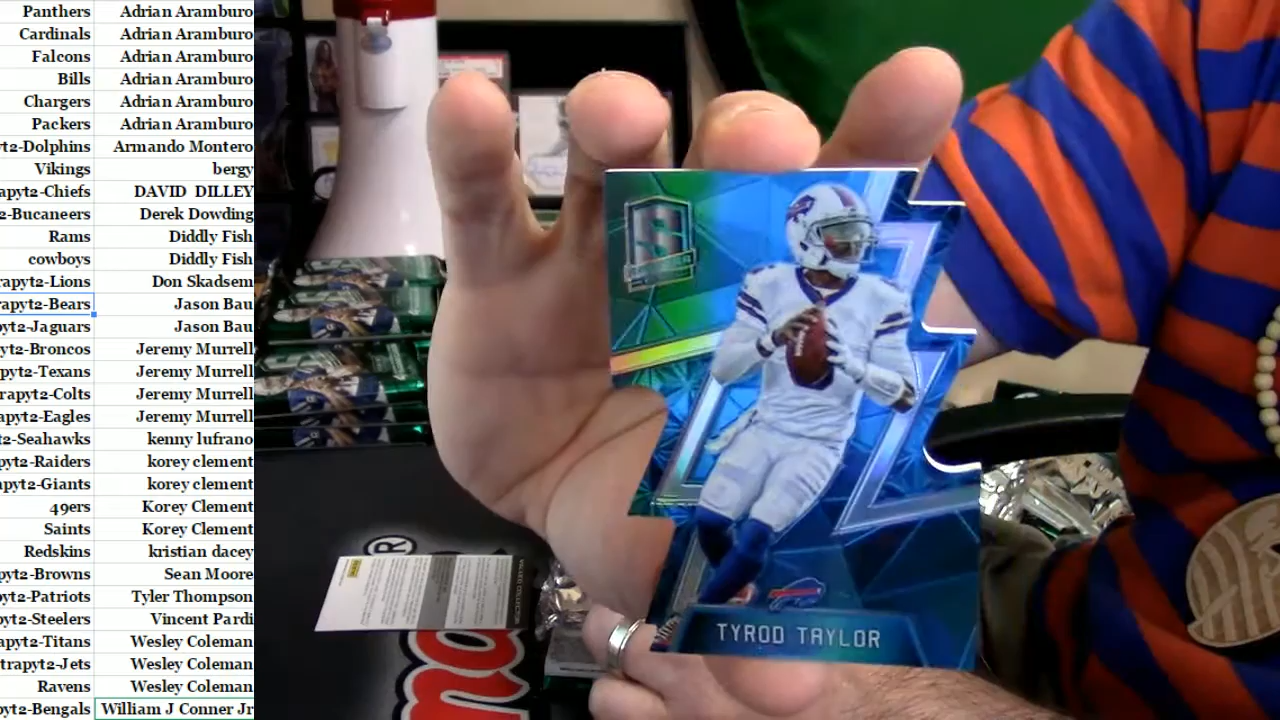 Panthers Adrian Aramburo
Cardinals Adrian Aramburo
Falcons Adrian Aramburo
Bills Adrian Aramburo
Chargers Adrian Aramburo
Packers Adrian Aramburo
yt2-Dolphins Armando Montero
Vikings bergy
apyt2-Chiefs DAVID DILLEY
2-Bucaneers Derek Dowding
Rams Diddly Fish
cowboys Diddly Fish
rapyt2-Lions Don Skadsem
rapyt2-Bears Jason Bau
yt2-Jaguars Jason Bau
yt2-Broncos Jeremy Murrell
pyt2-Texans Jeremy Murrell
rapyt2-Colts Jeremy Murrell
apyt2-Eagles Jeremy Murrell
t2-Seahawks kenny lufrano
pyt2-Raiders korey clement
apyt2-Giants korey clement
49ers Korey Clement
Saints Korey Clement
Redskins kristian dacey
pyt2-Browns Sean Moore
pyt2-Patriots Tyler Thompson
yt2-Steelers Vincent Pardi
apyt2-Titans Wesley Coleman
trapyt2-Jets Wesley Coleman
Ravens Wesley Coleman
pyt2-Bengals William J Conner Jr
TYROD TAYLOR